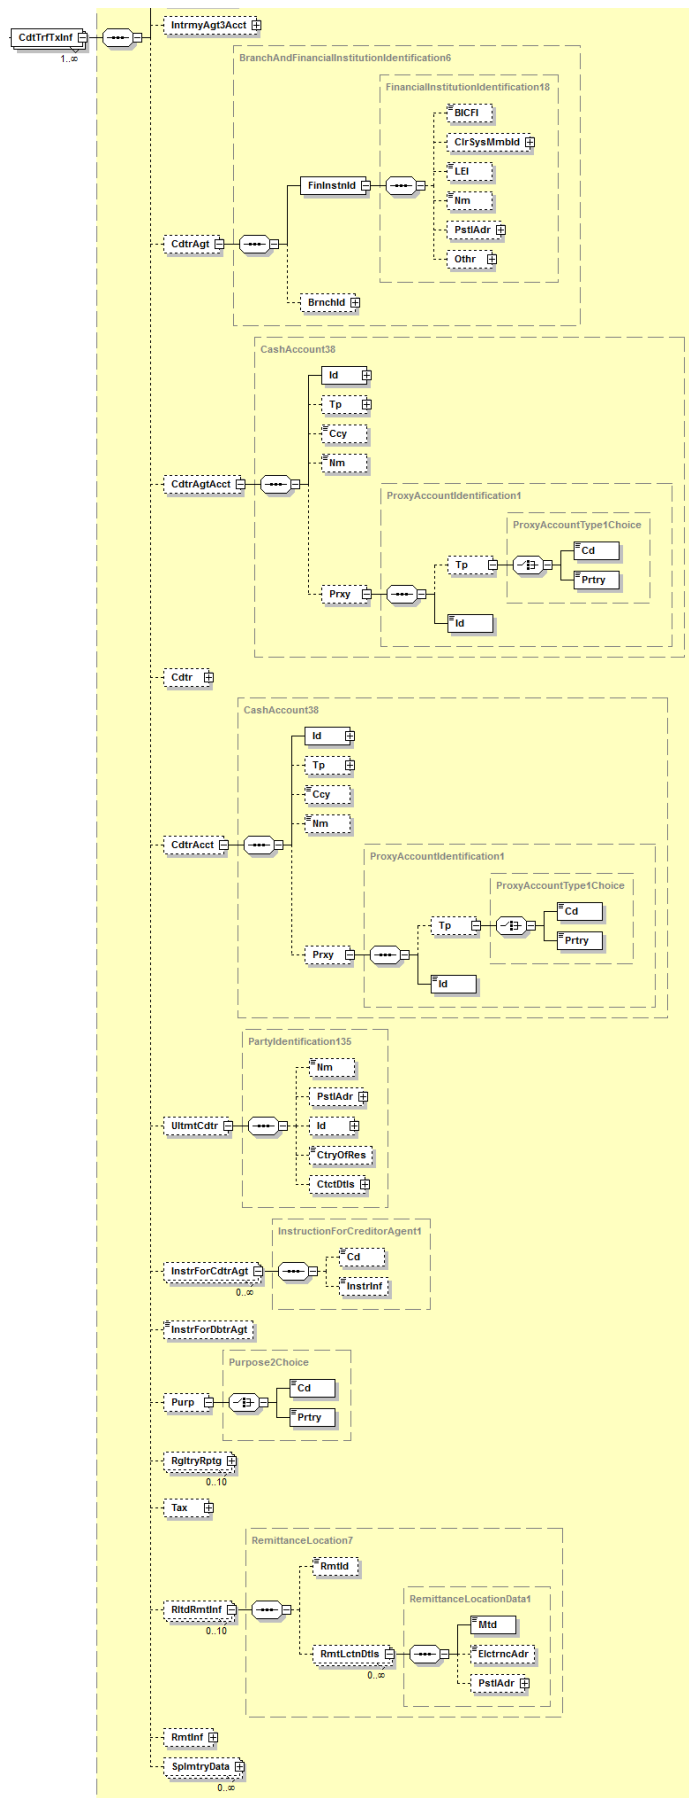 IntrmyAgt3Acct
CdtTrfTxInf
1..∞
BranchAndFinancialInstitutionIdentification6
FinancialInstitutionIdentification18
BICFI
ClrSysMmbId
LEI
FinInstnId
Nm
PstlAdr
CdtrAgt
Othr
BrnchId
CashAccount38
Id
Tp
Ccy
Nm
CdtrAgtAcct
ProxyAccountIdentification1
ProxyAccountType1Choice
Cd
Tp
Prtry
Prxy
Id
Cdtr
CashAccount38
Id
Tp
Ccy
Nm
CdtrAcct
ProxyAccountIdentification1
ProxyAccountType1Choice
Cd
Tp
Prtry
Prxy
Id
PartyIdentification135
Nm
PstlAdr
UltmtCdtr
Id
CtryOfRes
CtctDtls
InstructionForCreditorAgent1
Cd
InstrForCdtrAgt
InstrInf
0..∞
InstrForDbtrAgt
Purpose2Choice
Cd
Purp
Prtry
RgltryRptg
0..10
Tax
RemittanceLocation7
RmtId
RemittanceLocationData1
RltdRmtInf
0..10
Mtd
RmtLctnDtls
0..∞
ElctrncAdr
PstlAdr
RmtInf
SplmtryData
0..∞